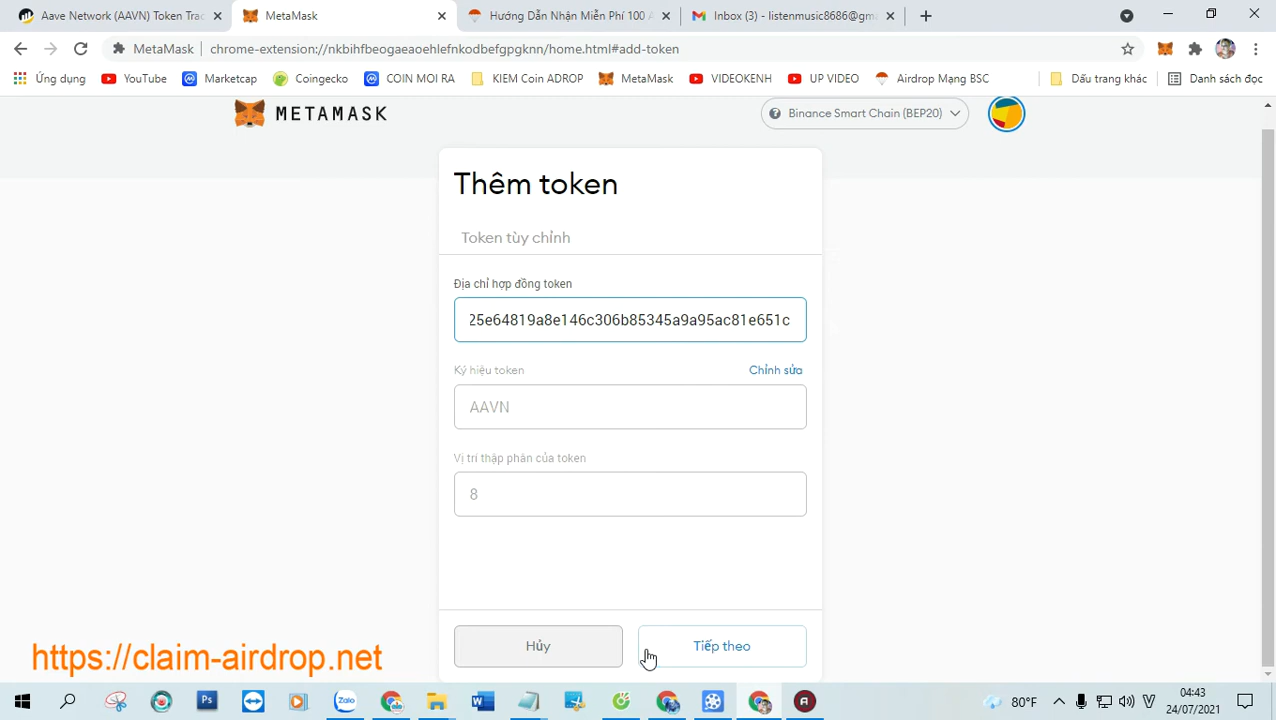 Aave Network (AAVN) Token Trac
MetaMask
Hướng Dẫn Nhận Miễn Phí 100 A
Inbox (3) - listenmusic8686@gma
MetaMask
chrome-extension://nkbihfbeogaeaoehlefnkodbefgpgknn/home.html#add-token
Ứng dụng
YouTube
Marketcap
Coingecko
COIN MOI RA
KIEM Coin ADROP
MetaMask
VIDEOKENH
UP VIDEO
Airdrop Mạng BSC
Dấu trang khác
Danh sách đọc
METAMASK
Binance Smart Chain (BEP20)
Thêm token
Token tùy chỉnh
Địa chỉ hợp đồng token
25e64819a8e146c306b85345a9a95ac81e651c
Ký hiệu token
Chỉnh sửa
AAVN
Vị trí thập phân của token
8
Hủy
Tiếp theo
https://claim-airdrop.net
Ps
Zalo
80°F
04:43
24/07/2021